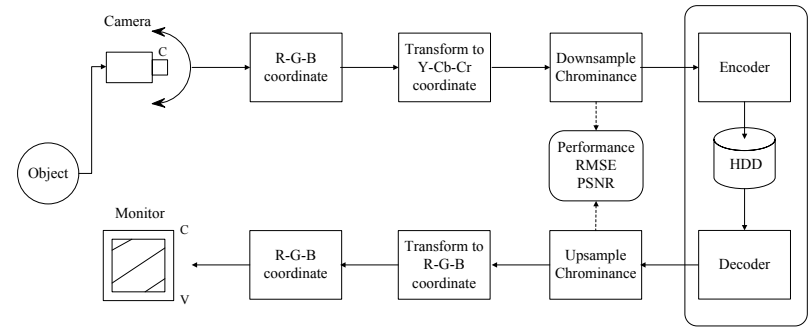 Camera
C
R-G-B
coordinate
Transform to
Y-Cb-Cr
coordinate
Downsample
Chrominance
Encoder
Object
Performance
RMSE
PSNR
HDD
Monitor
C
V
R-G-B
coordinate
Transform to
R-G-B
coordinate
Upsample
Chrominance
Decoder